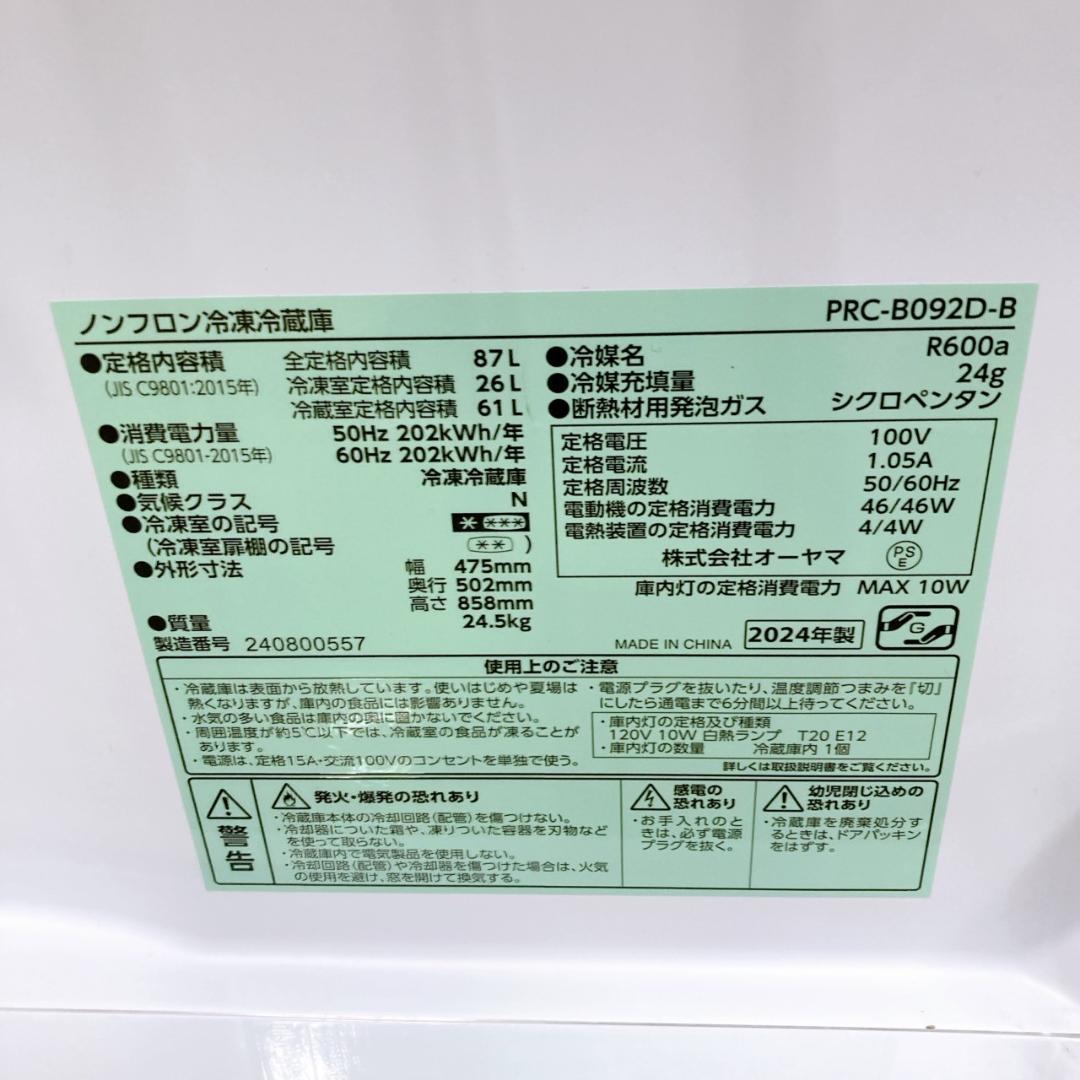 ノンフロン冷凍冷蔵庫
PRC-B092D-B
●定格内容積 全定格内容積 87L
(JIS C9801:2015年) 冷凍室定格内容積 26L
冷蔵室定格内容積 61L
●消費電力量 50Hz 202kWh/年
(JIS C9801-2015年) 60Hz 202kWh/年
●種類 冷凍冷蔵庫
●気候クラス N
●冷凍室の記号 * ***
(冷凍室扉棚の記号 ** )
●外形寸法 幅 475mm
奥行 502mm
高さ 858mm
●質量 24.5kg
製造番号 240800557
●冷媒名 R600a
●冷媒充填量 24g
●断熱材用発泡ガス シクロペンタン
定格電圧 100V
定格電流 1.05A
定格周波数 50/60Hz
電動機の定格消費電力 46/46W
電熱装置の定格消費電力 4/4W
株式会社オーヤマ PS E
庫内灯の定格消費電力 MAX 10W
MADE IN CHINA 2024年製 G
使用上のご注意
・冷蔵庫は表面から放熱しています。使いはじめや夏場は
熱くなりますが、庫内の食品には影響ありません。
・水気の多い食品は庫内の奥に置かないでください。
・周囲温度が約5℃以下では、冷蔵室の食品が凍ることが
あります。
・電源は、定格15A・交流100Vのコンセントを単独で使う。
・電源プラグを抜いたり、温度調節つまみを『切』
にしたら通電まで6分間以上待ってください。
・庫内灯の定格及び種類
120V 10W 白熱ランプ T20 E12
・庫内灯の数量 冷蔵庫内 1個
詳しくは取扱説明書をご覧ください。
警告
発火・爆発の恐れあり
・冷蔵庫本体の冷却回路(配管)を傷つけない。
・冷却器についた霜や、凍りついた容器を刃物など
を使って取らない。
・冷蔵庫内で電気製品を使用しない。
・冷却回路(配管)や冷却器を傷つけた場合は、火気
の使用を避け、窓を開けて換気する。
感電の
恐れあり
・お手入れのと
きは、必ず電源
プラグを抜く。
幼児閉じ込めの
恐れあり
・冷蔵庫を廃棄処分す
るときは、ドアパッキン
をはずす。